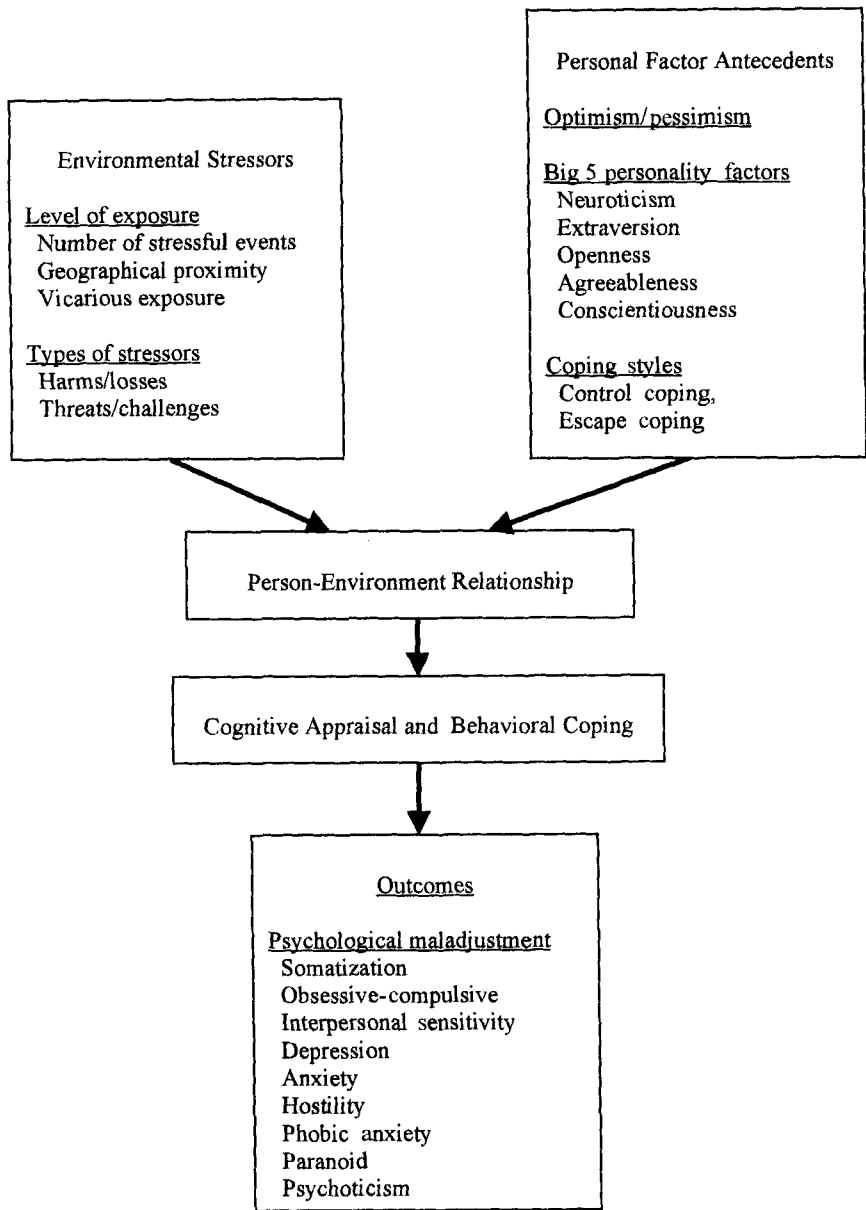 Environmental Stressors
Level of exposure
Number of stressful events
Geographical proximity
Vicarious exposure
Types of stressors
Harms/losses
Threats/challenges
Personal Factor Antecedents
Optimism/pessimism
Big 5 personality factors
Neuroticism
Extraversion
Openness
Agreeableness
Conscientiousness
Coping styles
Control coping,
Escape coping
Person-Environment Relationship
Cognitive Appraisal and Behavioral Coping
Outcomes
Psychological maladjustment
Somatization
Obsessive-compulsive
Interpersonal sensitivity
Depression
Anxiety
Hostility
Phobic anxiety
Paranoid
Psychoticism